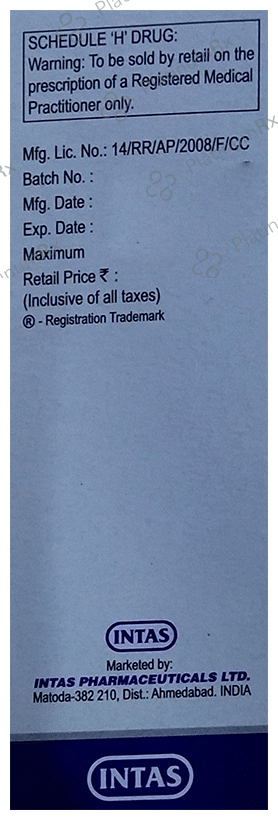 SCHEDULE 'H' DRUG:
Warning: To be sold by retail on the
prescription of a Registered Medical
Practitioner only.
Mfg. Lic. No.: 14/RR/AP/2008/F/CC
Batch No. :
Mfg. Date :
Exp. Date :
Maximum
Retail Price ₹ :
(Inclusive of all taxes)
® - Registration Trademark
INTAS
Marketed by:
INTAS PHARMACEUTICALS LTD.
Matoda-382 210, Dist.: Ahmedabad. INDIA
INTAS